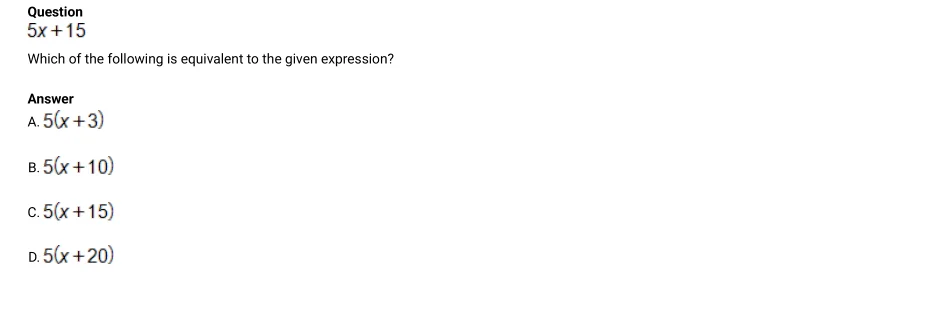 Question
5x + 15
Which of the following is equivalent to the given expression?
Answer
A. 5(x + 3)
B. 5(x + 10)
C. 5(x + 15)
D. 5(x + 20)